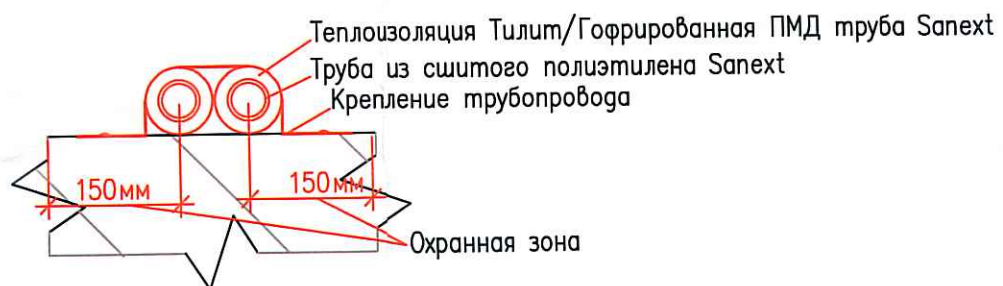 Теплоизоляция Тилит/Гофрированная ПМД труба Sanext
Труба из сшитого полиэтилена Sanext
Крепление трубопровода
150мм
150мм
Охранная зона